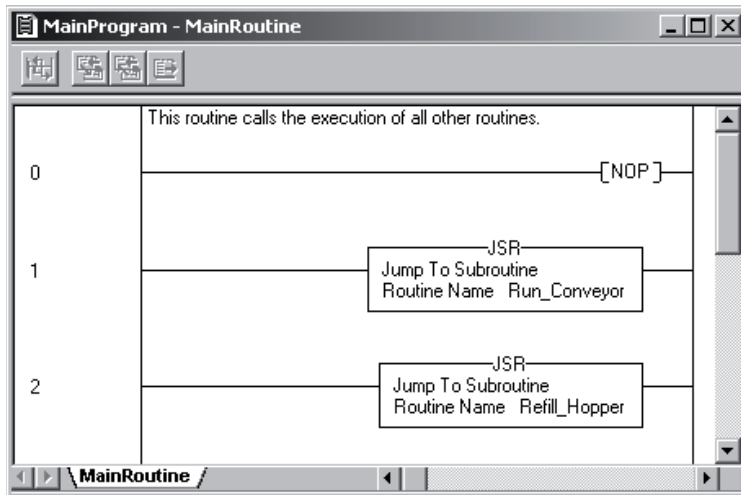 MainProgram - MainRoutine
This routine calls the execution of all other routines.
0
NOP
1
JSR
Jump To Subroutine
Routine Name Run_Conveyor
2
JSR
Jump To Subroutine
Routine Name Refill_Hopper
MainRoutine